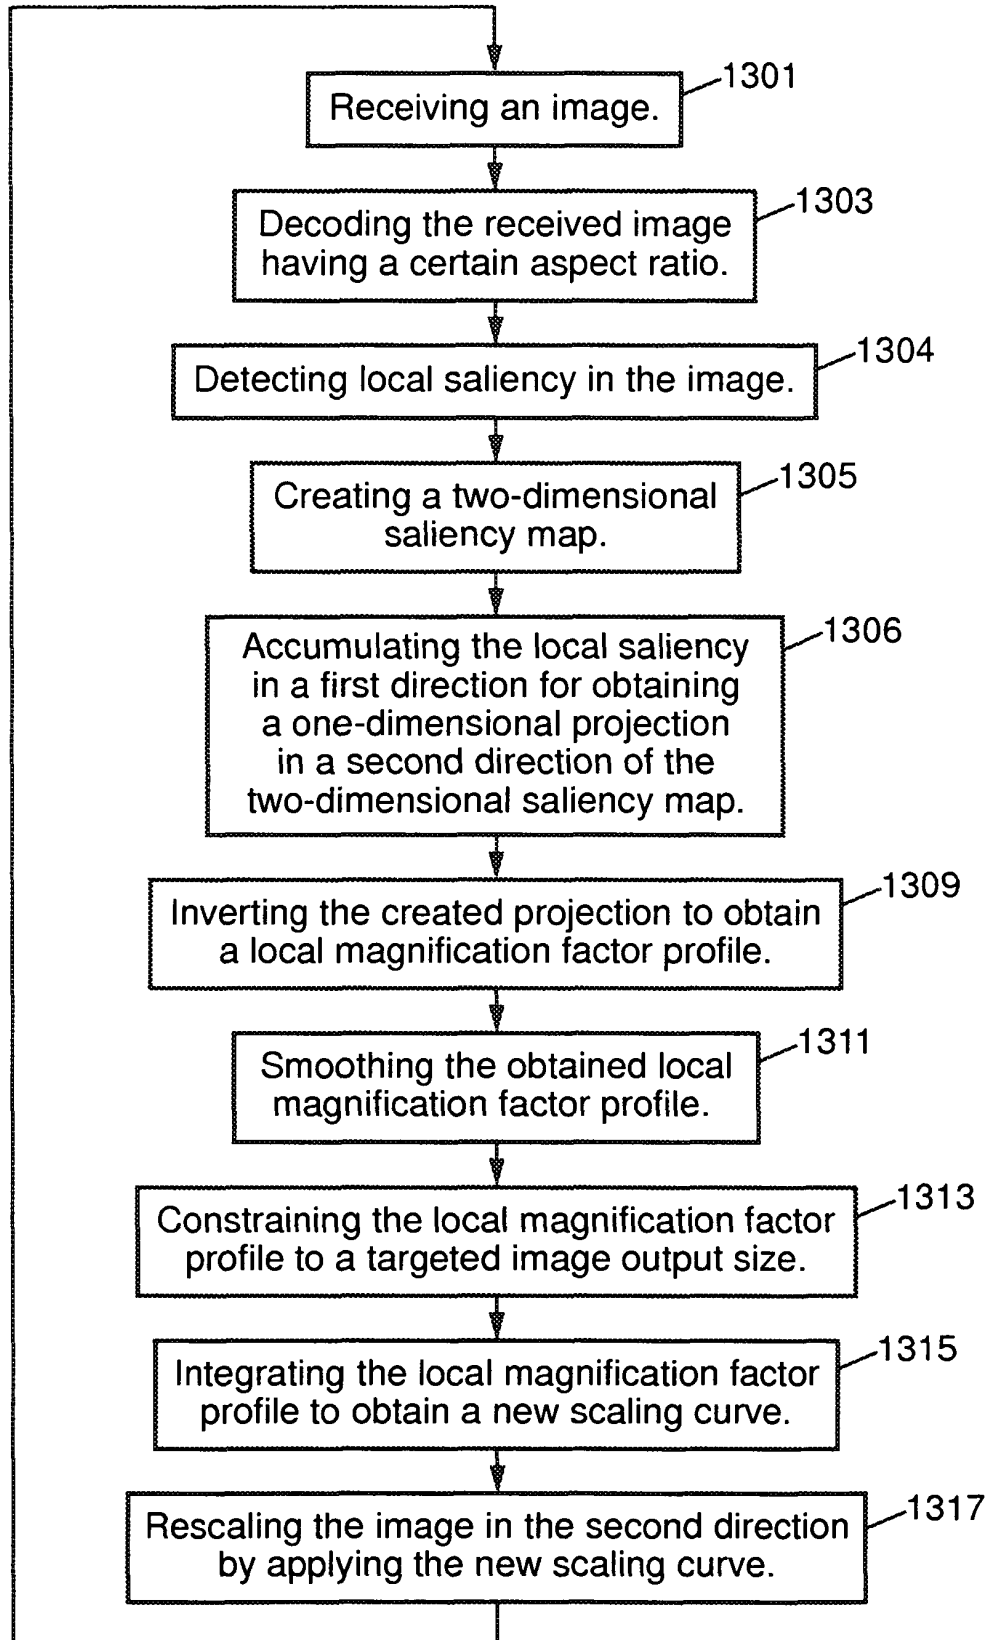 1301
Receiving an image.
1303
Decoding the received image
having a certain aspect ratio.
1304
Detecting local saliency in the image.
1305
Creating a two-dimensional
saliency map.
1306
Accumulating the local saliency
in a first direction for obtaining
a one-dimensional projection
in a second direction of the
two-dimensional saliency map.
1309
Inverting the created projection to obtain
a local magnification factor profile.
1311
Smoothing the obtained local
magnification factor profile.
1313
Constraining the local magnification factor
profile to a targeted image output size.
1315
Integrating the local magnification factor
profile to obtain a new scaling curve.
1317
Rescaling the image in the second direction
by applying the new scaling curve.